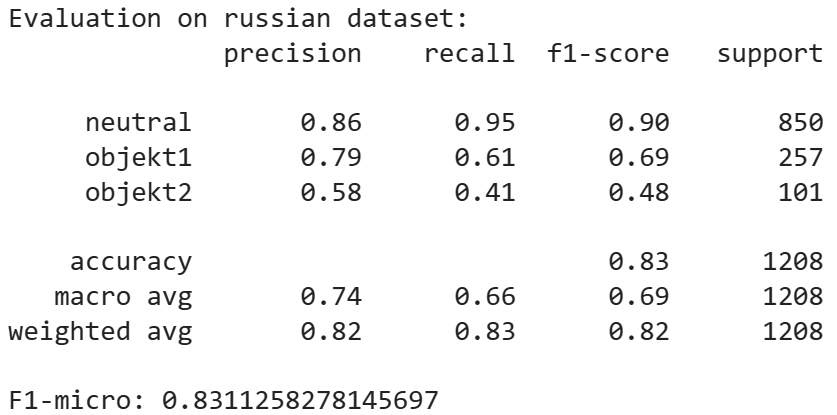 Evaluation on russian dataset:
precision recall f1-score support
neutral 0.86 0.95 0.90 850
objekt1 0.79 0.61 0.69 257
objekt2 0.58 0.41 0.48 101
accuracy 0.83 1208
macro avg 0.74 0.66 0.69 1208
weighted avg 0.82 0.83 0.82 1208
F1-micro: 0.8311258278145697